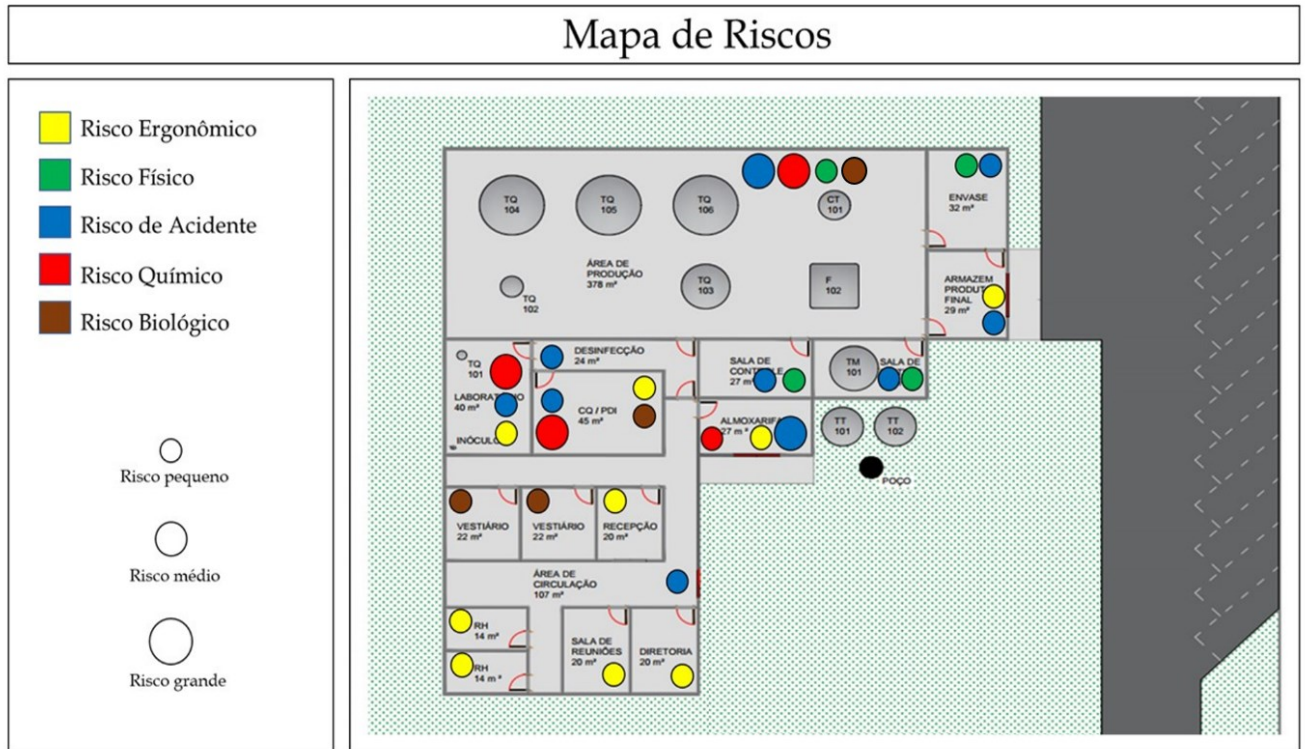 Mapa de Riscos
Risco Ergonômico
Risco Físico
Risco de Acidente
Risco Químico
Risco Biológico
Risco pequeno
Risco médio
Risco grande
TQ
104
TQ
105
TQ
106
CT
101
ENVASE
32 m²
ÁREA DE
PRODUÇÃO
378 m²
TQ
102
TQ
103
F
102
ARMAZEM
FINAL
29 m²
TQ
101
40 m²
DESINFECÇÃO
24 m²
CQ / PDI
45 m²
SALA DE
27 m²
TM
101
SALA DE
27 m²
TT
101
TT
102
POÇO
VESTIÁRIO
22 m²
VESTIÁRIO
22 m²
RECEPÇÃO
20 m²
ÁREA DE
CIRCULAÇÃO
107 m²
RH
14 m²
RH
14 m²
SALA DE
REUNIÕES
20 m²
DIRETORIA
20 m²